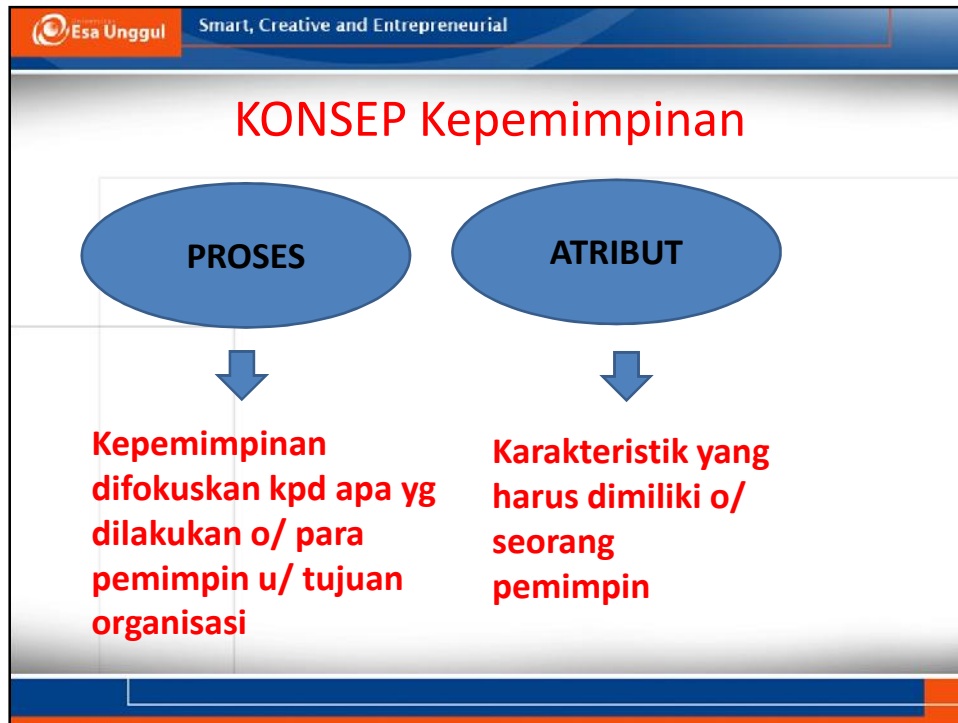 Esa Unggul
Smart, Creative and Entrepreneurial
KONSEP Kepemimpinan
PROSES
ATRIBUT
Kepemimpinan
difokuskan kpd apa yg
dilakukan o/ para
pemimpin u/ tujuan
organisasi
Karakteristik yang
harus dimiliki o/
seorang
pemimpin